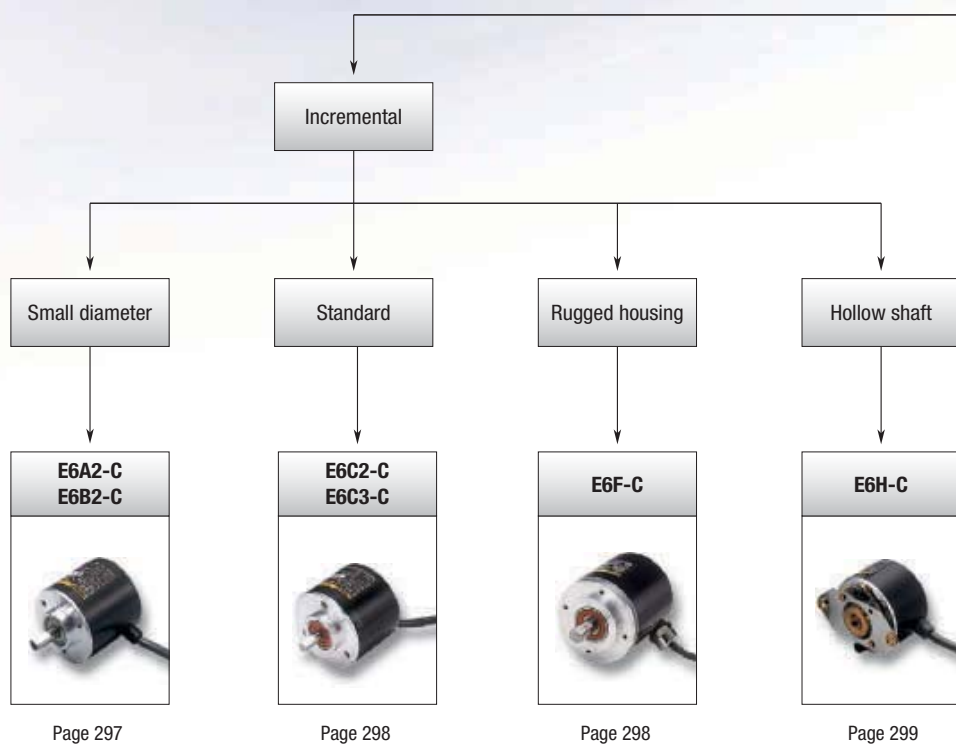 Incremental
Small diameter
Standard
Rugged housing
Hollow shaft
E6A2-C
E6B2-C
E6C2-C
E6C3-C
E6F-C
E6H-C
Page 297
Page 298
Page 298
Page 299